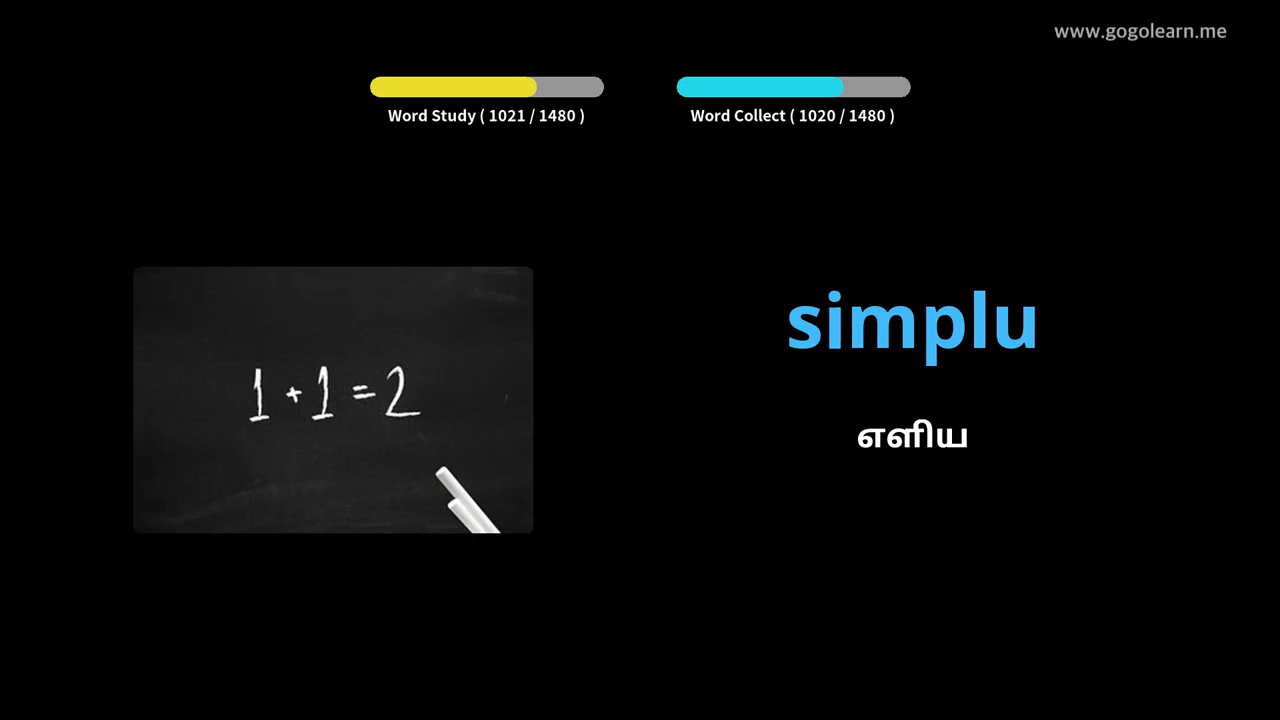 www.gogolearn.me
Word Study ( 1021 / 1480 )
Word Collect ( 1020 / 1480 )
1 + 1 = 2
simplu
எளிய